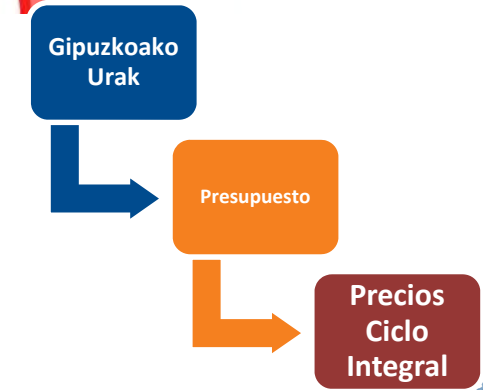 Gipuzkoako
Urak
Presupuesto
Precios
Ciclo
Integral